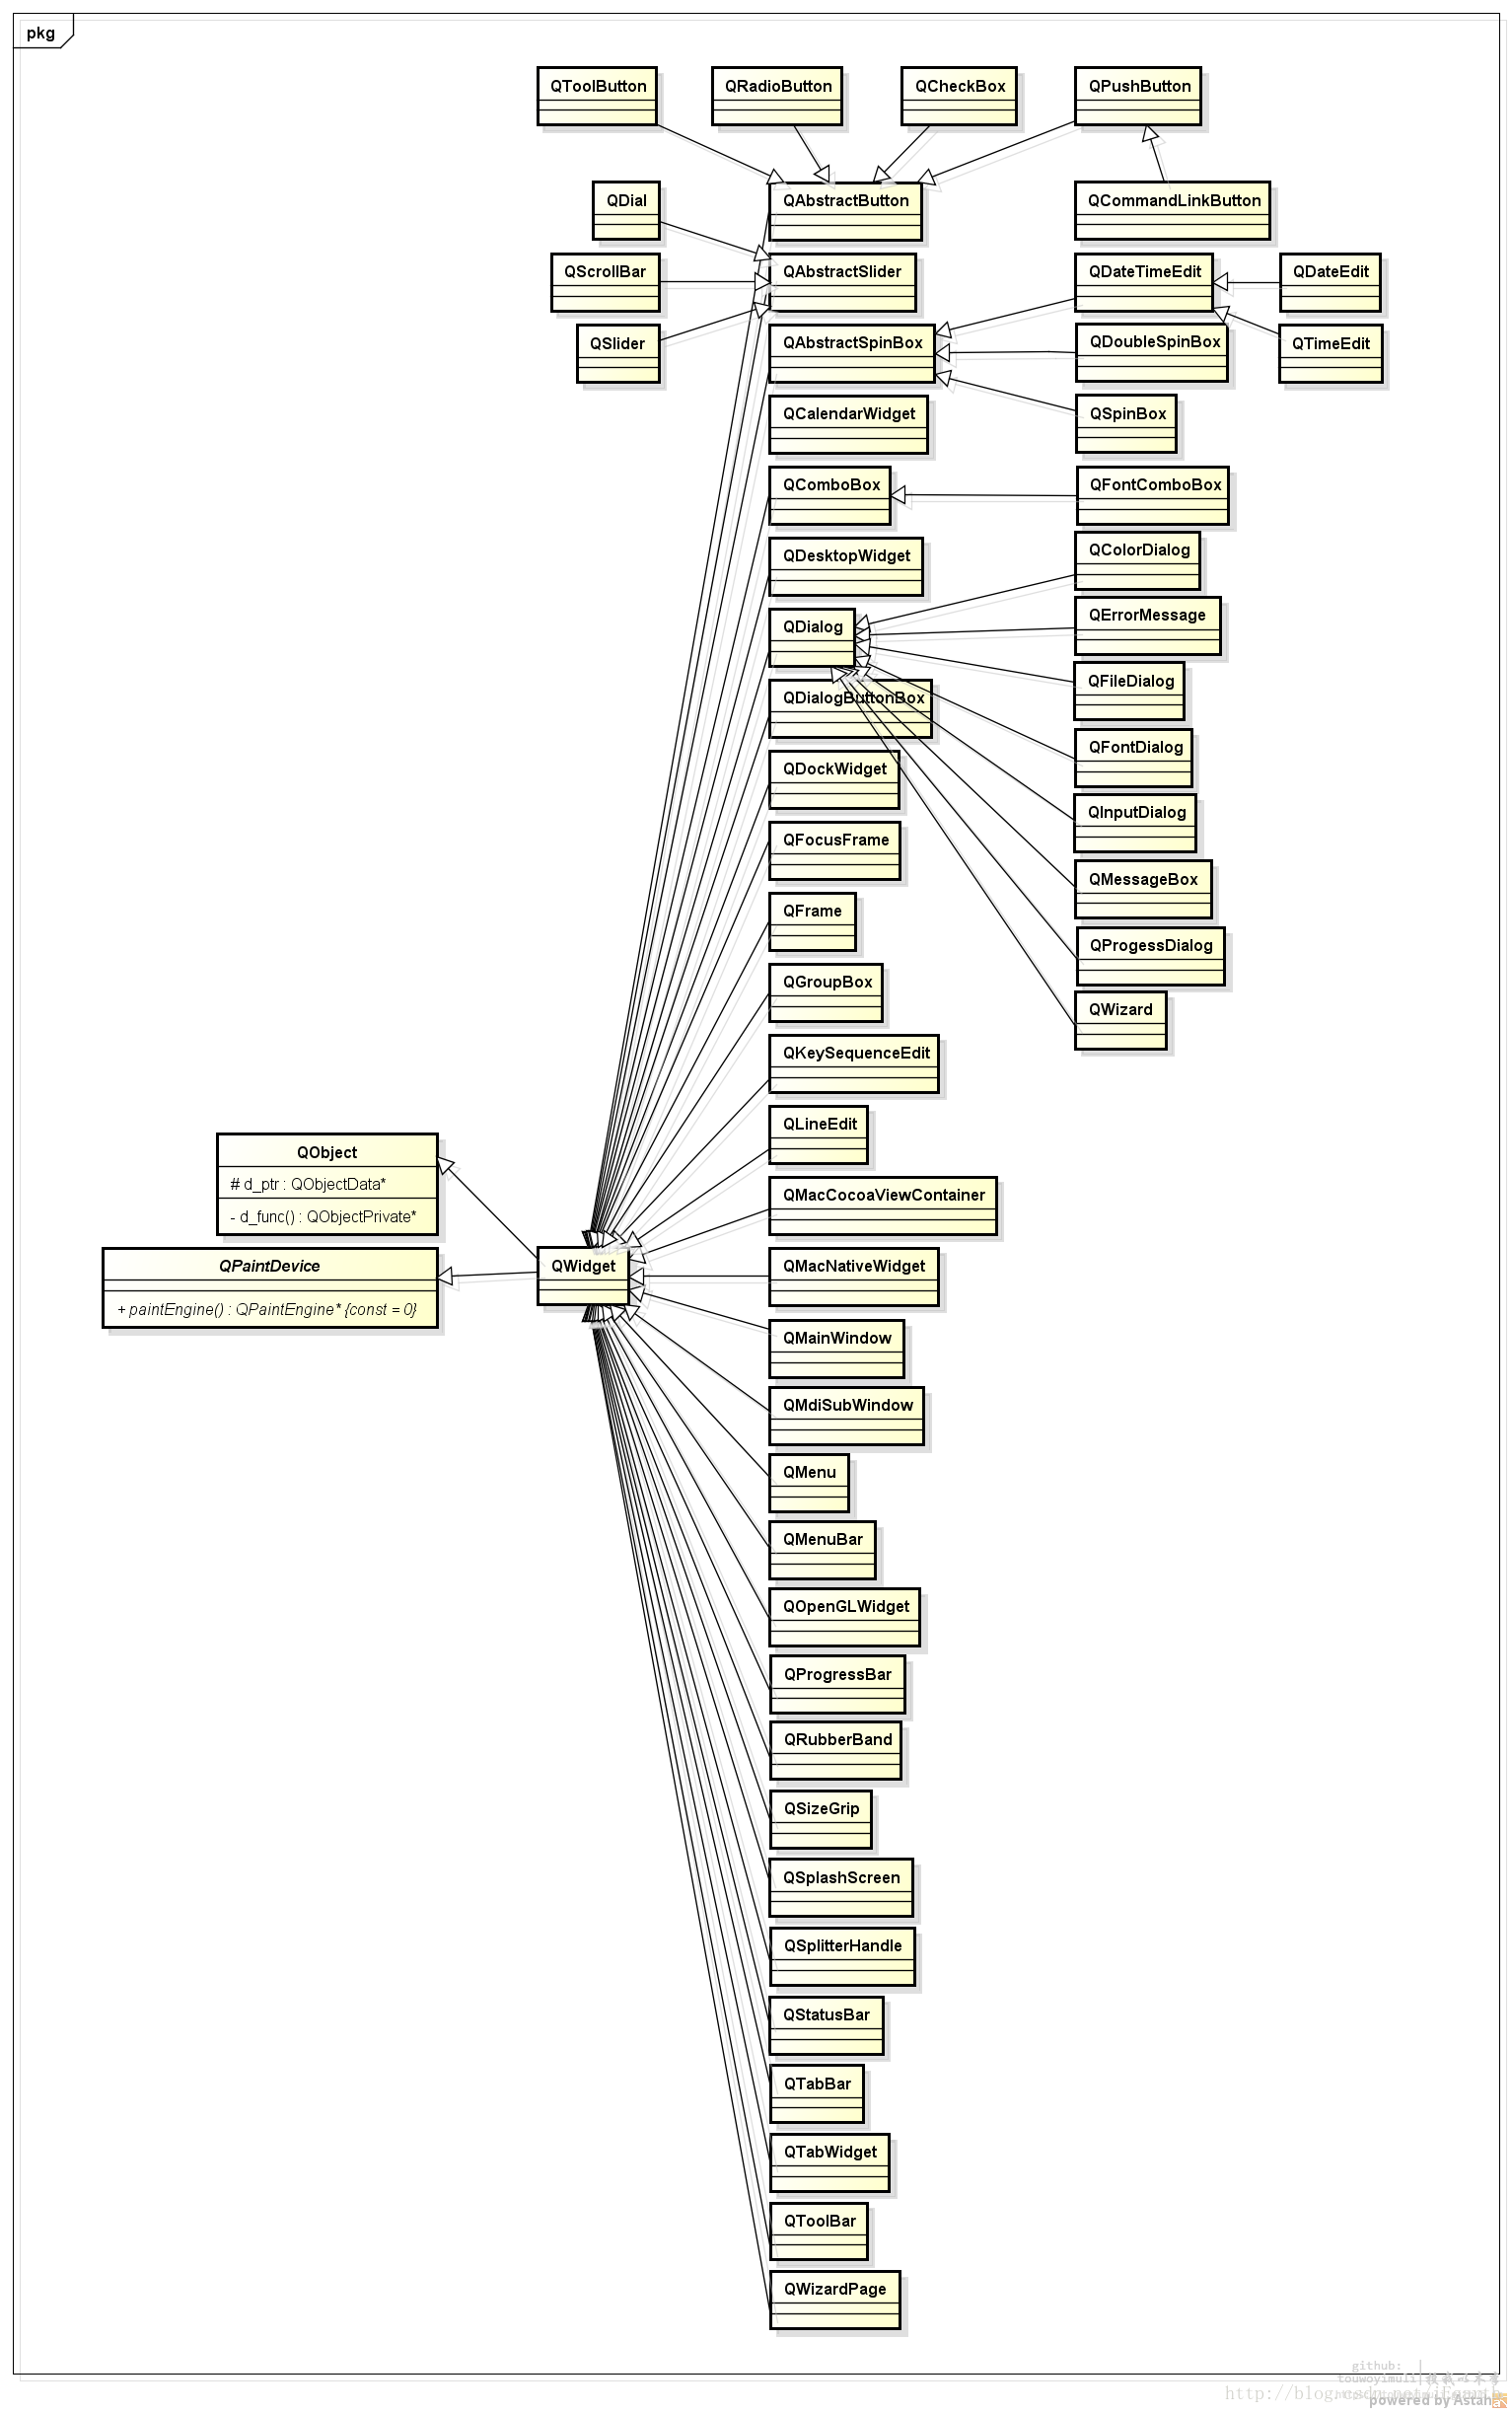 pkg
QToolButton
QRadioButton
QCheckBox
QPushButton
QDial
QAbstractButton
QCommandLinkButton
QScrollBar
QAbstractSlider
QDateTimeEdit
QDateEdit
QSlider
QAbstractSpinBox
QDoubleSpinBox
QTimeEdit
QCalendarWidget
QSpinBox
QComboBox
QFontComboBox
QDesktopWidget
QColorDialog
QDialog
QErrorMessage
QDialogButtonBox
QFileDialog
QDockWidget
QFontDialog
QFocusFrame
QInputDialog
QFrame
QMessageBox
QGroupBox
QProgessDialog
QKeySequenceEdit
QWizard
QLineEdit
QObject
# d_ptr : QObjectData*
- d_func() : QObjectPrivate*
QMacCocoaViewContainer
QPaintDevice
+ paintEngine() : QPaintEngine* {const = 0}
QWidget
QMacNativeWidget
QMainWindow
QMdiSubWindow
QMenu
QMenuBar
QOpenGLWidget
QProgressBar
QRubberBand
QSizeGrip
QSplashScreen
QSplitterHandle
QStatusBar
QTabBar
QTabWidget
QToolBar
QWizardPage
github:
touwoyimuli
http://blog.csdn.net/
powered by Astah